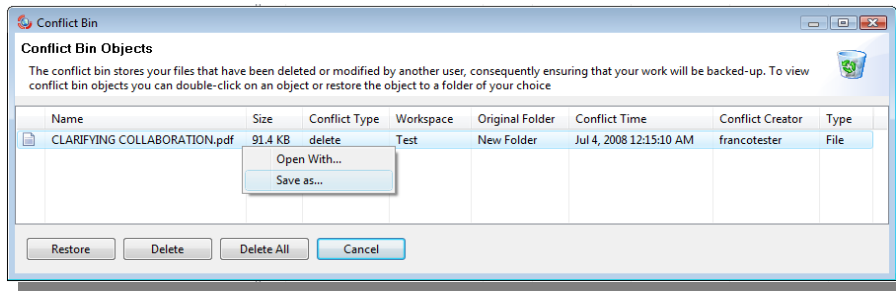 Conflict Bin
Conflict Bin Objects
The conflict bin stores your files that have been deleted or modified by another user, consequently ensuring that your work will be backed-up. To view
conflict bin objects you can double-click on an object or restore the object to a folder of your choice
Name Size Conflict Type Workspace Original Folder Conflict Time Conflict Creator Type
CLARIFYING COLLABORATION.pdf 91.4 KB delete Test New Folder Jul 4, 2008 12:15:10 AM francotester File
Open With...
Save as...
Restore Delete Delete All Cancel